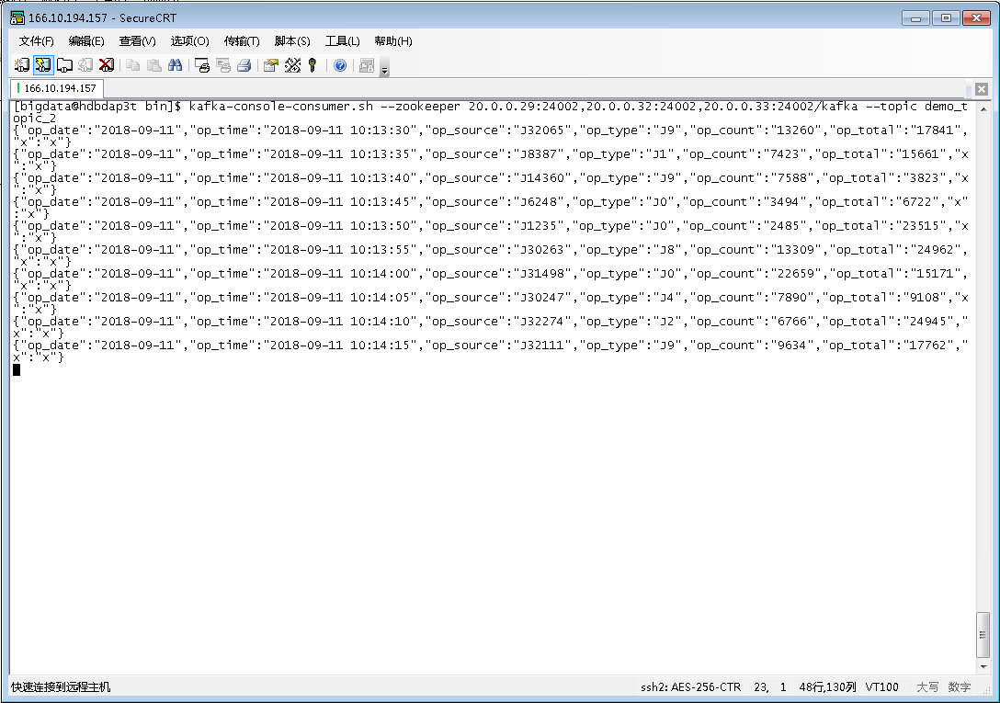 166.10.194.157 - SecureCRT
文件(F) 编辑(E) 查看(V) 选项(O) 传输(T) 脚本(S) 工具(L) 帮助(H)
166.10.194.157
[bigdata@hdbdap3t bin]$ kafka-console-consumer.sh --zookeeper 20.0.0.29:24002,20.0.0.32:24002,20.0.0.33:24002/kafka --topic demo_t
opic_2
{"op_date":"2018-09-11","op_time":"2018-09-11 10:13:30","op_source":"J32065","op_type":"J9","op_count":"13260","op_total":"17841",
"x":"x"}
{"op_date":"2018-09-11","op_time":"2018-09-11 10:13:35","op_source":"J8387","op_type":"J1","op_count":"7423","op_total":"15661","x
":"x"}
{"op_date":"2018-09-11","op_time":"2018-09-11 10:13:40","op_source":"J14360","op_type":"J9","op_count":"7588","op_total":"3823","x
":"x"}
{"op_date":"2018-09-11","op_time":"2018-09-11 10:13:45","op_source":"J6248","op_type":"J0","op_count":"3494","op_total":"6722","x"
:"x"}
{"op_date":"2018-09-11","op_time":"2018-09-11 10:13:50","op_source":"J1235","op_type":"J0","op_count":"2485","op_total":"23515","x
":"x"}
{"op_date":"2018-09-11","op_time":"2018-09-11 10:13:55","op_source":"J30263","op_type":"J8","op_count":"13309","op_total":"24962",
"x":"x"}
{"op_date":"2018-09-11","op_time":"2018-09-11 10:14:00","op_source":"J31498","op_type":"J0","op_count":"22659","op_total":"15171",
"x":"x"}
{"op_date":"2018-09-11","op_time":"2018-09-11 10:14:05","op_source":"J30247","op_type":"J4","op_count":"7890","op_total":"9108","x
":"x"}
{"op_date":"2018-09-11","op_time":"2018-09-11 10:14:10","op_source":"J32274","op_type":"J2","op_count":"6766","op_total":"24945","
x":"x"}
{"op_date":"2018-09-11","op_time":"2018-09-11 10:14:15","op_source":"J32111","op_type":"J9","op_count":"9634","op_total":"17762","
x":"x"}
快速连接到远程主机 ssh2: AES-256-CTR 23, 1 48行,130列 VT100 大写 数字